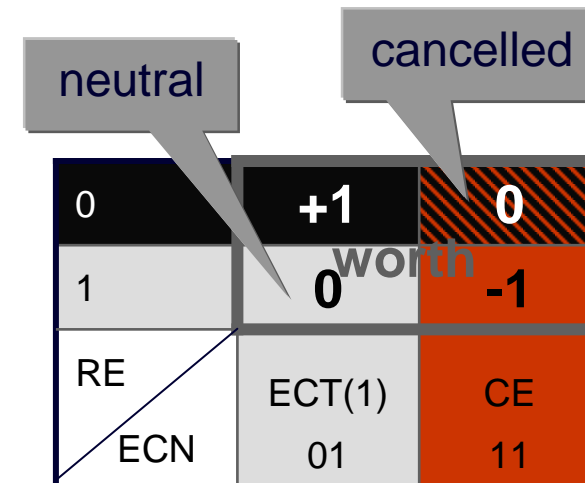 neutral
cancelled
0 +1 0
worth
1 0 -1
RE
ECN
ECT(1) CE
01 11